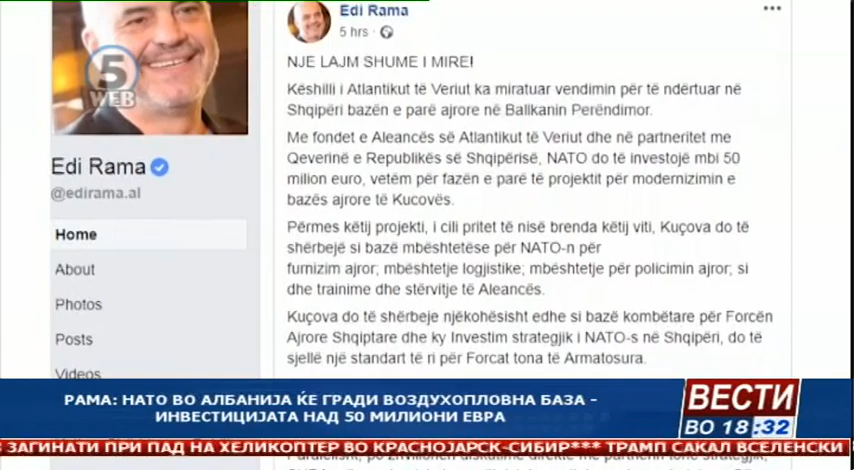 Edi Rama
5 hrs
NJE LAJM SHUME I MIRE!
Këshilli i Atlantikut të Veriut ka miratuar vendimin për të ndërtuar në
Shqipëri bazën e parë ajrore në Ballkanin Perëndimor.
Me fondet e Aleancës së Atlantikut të Veriut dhe në partneritet me
Qeverinë e Republikës së Shqipërisë, NATO do të investojë mbi 50
milion euro, vetëm për fazën e parë të projektit për modernizimin e
bazës ajrore të Kucovës.
Përmes këtij projekti, i cili pritet të nisë brenda këtij viti, Kuçova do të
shërbejë si bazë mbështetëse për NATO-n për
furnizim ajror; mbështetje logjistike; mbështetje për policimin ajror; si
dhe trainime dhe stërvitje të Aleancës.
Kuçova do të shërbeje njëkohësisht edhe si bazë kombëtare për Forcën
Ajrore Shqiptare dhe ky Investim strategjik i NATO-s në Shqipëri, do të
sjellë një standart të ri për Forcat tona të Armatosura.
5
WEB
Edi Rama
@edirama.al
Home
About
Photos
Posts
Videos
РАМА: НАТО ВО АЛБАНИЈА ЌЕ ГРАДИ ВОЗДУХОПЛОВНА БАЗА –
ИНВЕСТИЦИЈАТА НАД 50 МИЛИОНИ ЕВРА
ВЕСТИ
ВО 18:32
ЗАГИНАТИ ПРИ ПАД НА ХЕЛИКОПТЕР ВО КРАСНОЈАРСК-СИБИР*** ТРАМП САКАЛ ВСЕЛЕНСКИ